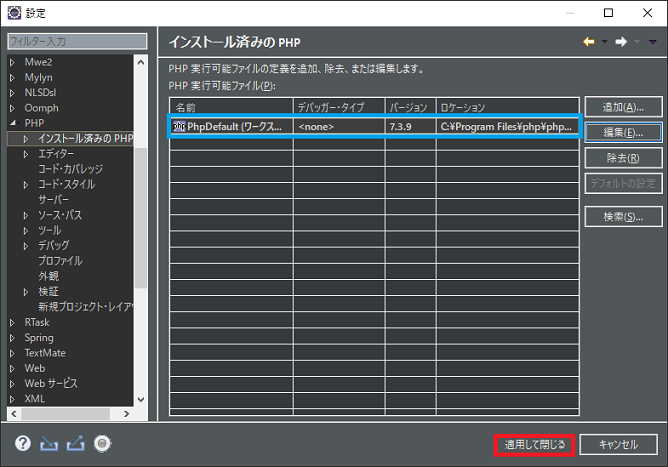 設定
フィルター入力
Mwe2
Mylyn
NLSDsl
Oomph
PHP
インストール済みの PHP
エディター
コード・カバレッジ
コード・スタイル
サーバー
ソース・パス
ツール
デバッグ
プロファイル
外観
検証
新規プロジェクト・レイアウ
RTask
Spring
TextMate
Web
Web サービス
XML
インストール済みの PHP
PHP 実行可能ファイルの定義を追加、除去、または編集します。
PHP 実行可能ファイル(P):
名前 デバッガー・タイプ バージョン ロケーション
PhpDefault (ワークス... <none> 7.3.9 C:¥Program Files¥php¥php...
追加(A)...
編集(E)...
除去(R)
デフォルトの設定
検索(S)...
?
適用して閉じる キャンセル